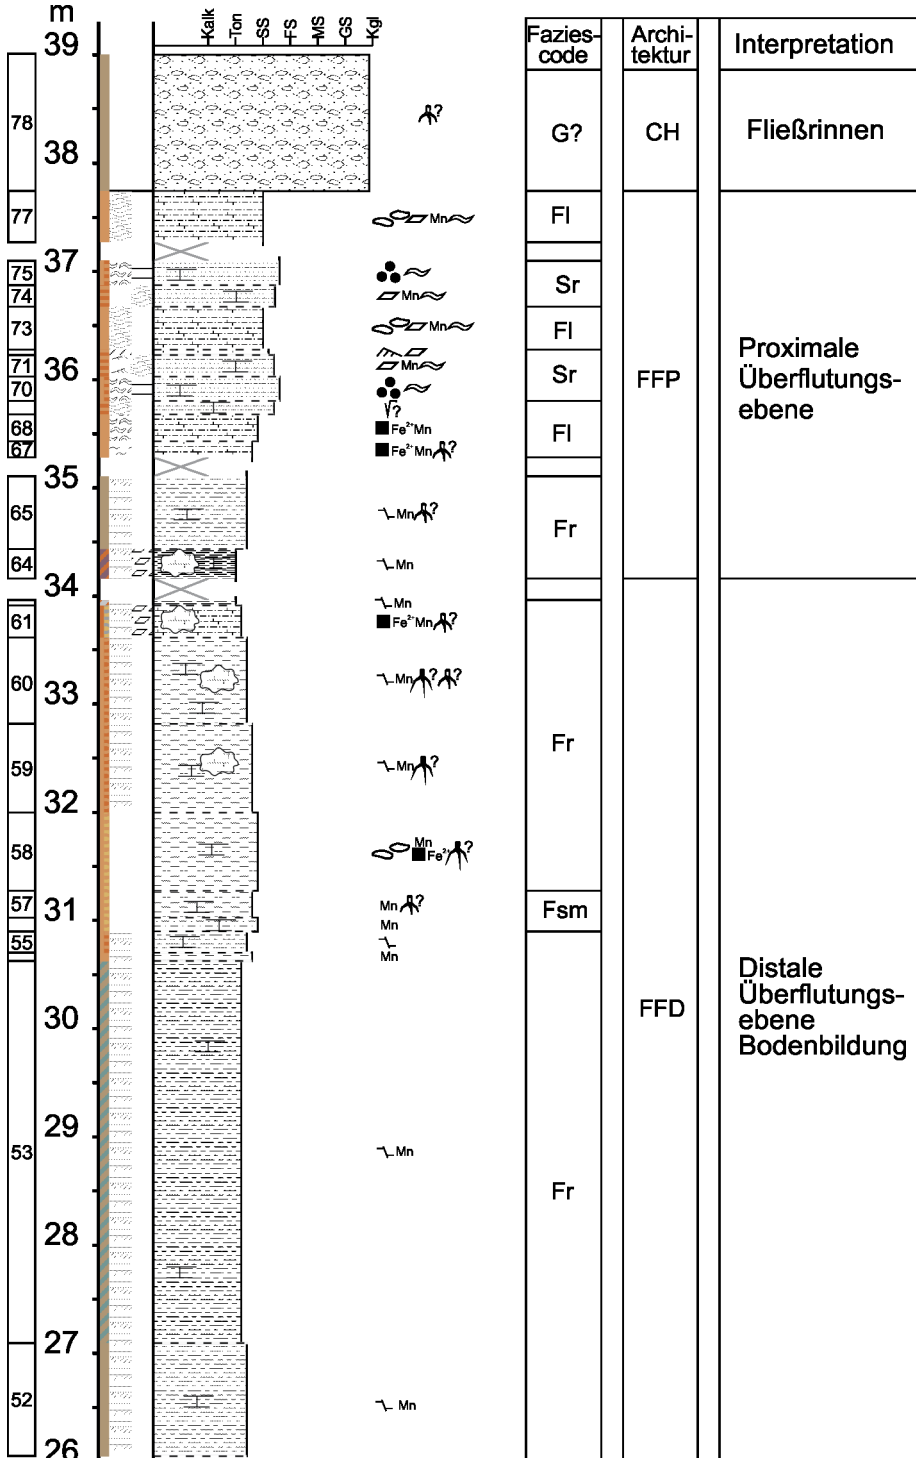 m
Kalk
Ton
SS
FS
MS
GS
Kgl
Fazies-
code
Archi-
tektur
Interpretation
39
78
?
G?
CH
Fließrinnen
38
77
Mn
Fl
37
75
74
Mn
Sr
73
Mn
Fl
36
71
Mn
70
Sr
FFP
Proximale
Überflutungs-
ebene
?
68
Fe²⁺Mn
67
Fe²⁺Mn ?
Fl
35
65
Mn ?
Fr
64
Mn
34
Mn
61
Fe²⁺Mn ?
60
Mn ? ?
33
59
Mn ?
Fr
32
58
Mn
Fe²⁺ ?
57
Mn ?
Fsm
31
Mn
55
Mn
30
FFD
Distale
Überflutungs-
ebene
Bodenbildung
29
53
Mn
Fr
28
27
52
Mn
26